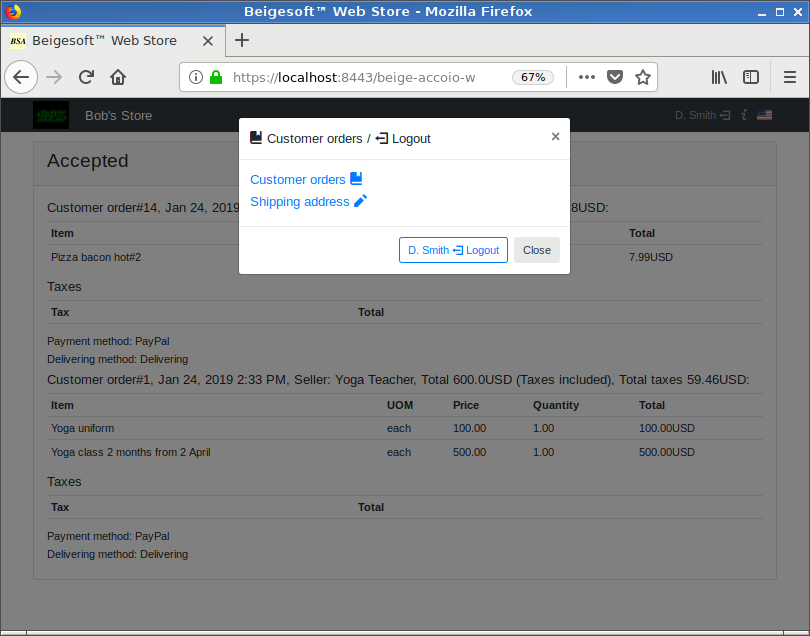 Beigesoft™ Web Store - Mozilla Firefox
BSA Beigesoft™ Web Store
https://localhost:8443/beige-accoio-w 67%
BPZ Bob's Store D. Smith
Customer orders / Logout ×
Customer orders
Shipping address
D. Smith Logout Close
Accepted
Customer order#14, Jan 24, 2019 8USD:
Item Total
Pizza bacon hot#2 7.99USD
Taxes
Tax Total
Payment method: PayPal
Delivering method: Delivering
Customer order#1, Jan 24, 2019 2:33 PM, Seller: Yoga Teacher, Total 600.0USD (Taxes included), Total taxes 59.46USD:
Item UOM Price Quantity Total
Yoga uniform each 100.00 1.00 100.00USD
Yoga class 2 months from 2 April each 500.00 1.00 500.00USD
Taxes
Tax Total
Payment method: PayPal
Delivering method: Delivering